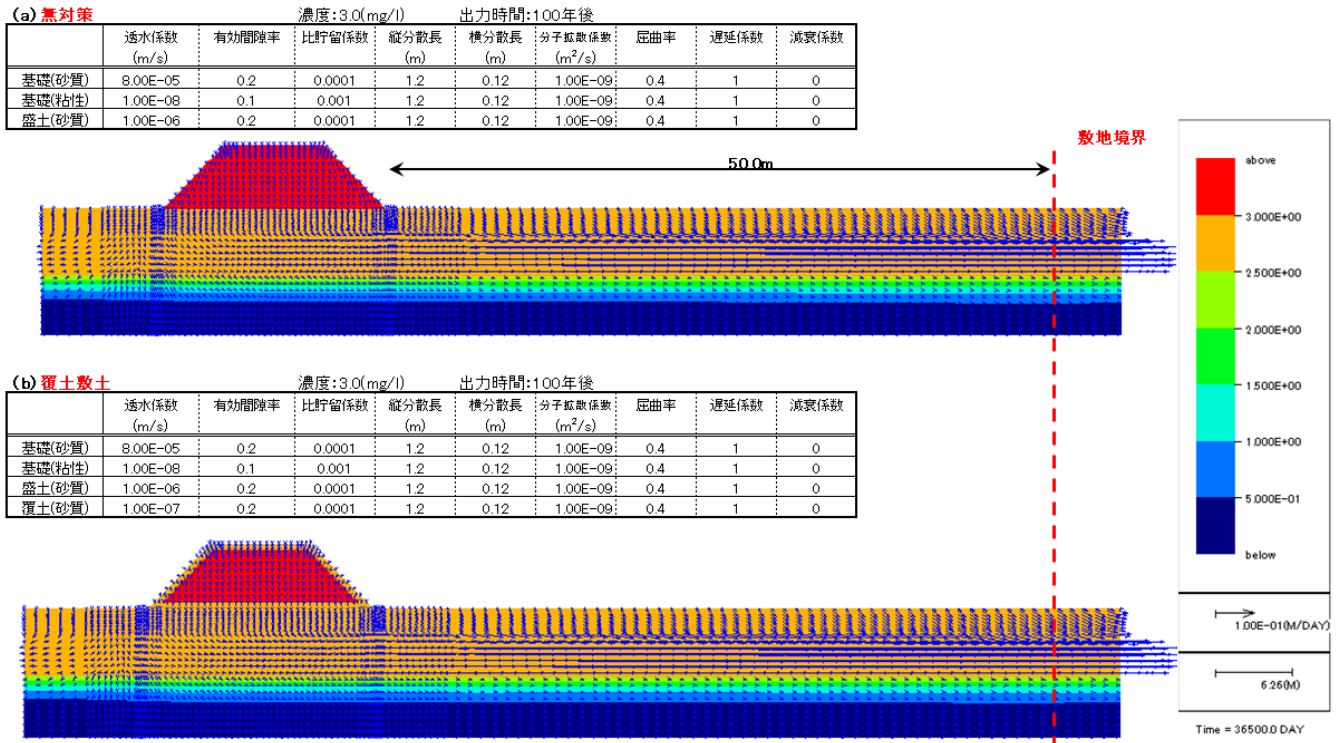 (a)無対策 濃度:3.0(mg/l) 出力時間:100年後
透水係数 有効間隙率 比貯留係数 縦分散長 横分散長 分子拡散係数 屈曲率 遅延係数 減衰係数
(m/s) (m) (m) (m²/s)
基礎(砂質) 8.00E-05 0.2 0.0001 1.2 0.12 1.00E-09 0.4 1 0
基礎(粘性) 1.00E-08 0.1 0.001 1.2 0.12 1.00E-09 0.4 1 0
盛土(砂質) 1.00E-06 0.2 0.0001 1.2 0.12 1.00E-09 0.4 1 0
敷地境界
50.0m
(b)覆土敷土 濃度:3.0(mg/l) 出力時間:100年後
透水係数 有効間隙率 比貯留係数 縦分散長 横分散長 分子拡散係数 屈曲率 遅延係数 減衰係数
(m/s) (m) (m) (m²/s)
基礎(砂質) 8.00E-05 0.2 0.0001 1.2 0.12 1.00E-09 0.4 1 0
基礎(粘性) 1.00E-08 0.1 0.001 1.2 0.12 1.00E-09 0.4 1 0
盛土(砂質) 1.00E-06 0.2 0.0001 1.2 0.12 1.00E-09 0.4 1 0
覆土(砂質) 1.00E-07 0.2 0.0001 1.2 0.12 1.00E-09 0.4 1 0
above
3.000E+00
2.500E+00
2.000E+00
1.500E+00
1.000E+00
5.000E-01
below
1.00E-01(M/DAY)
6.26(M)
Time = 36500.0 DAY